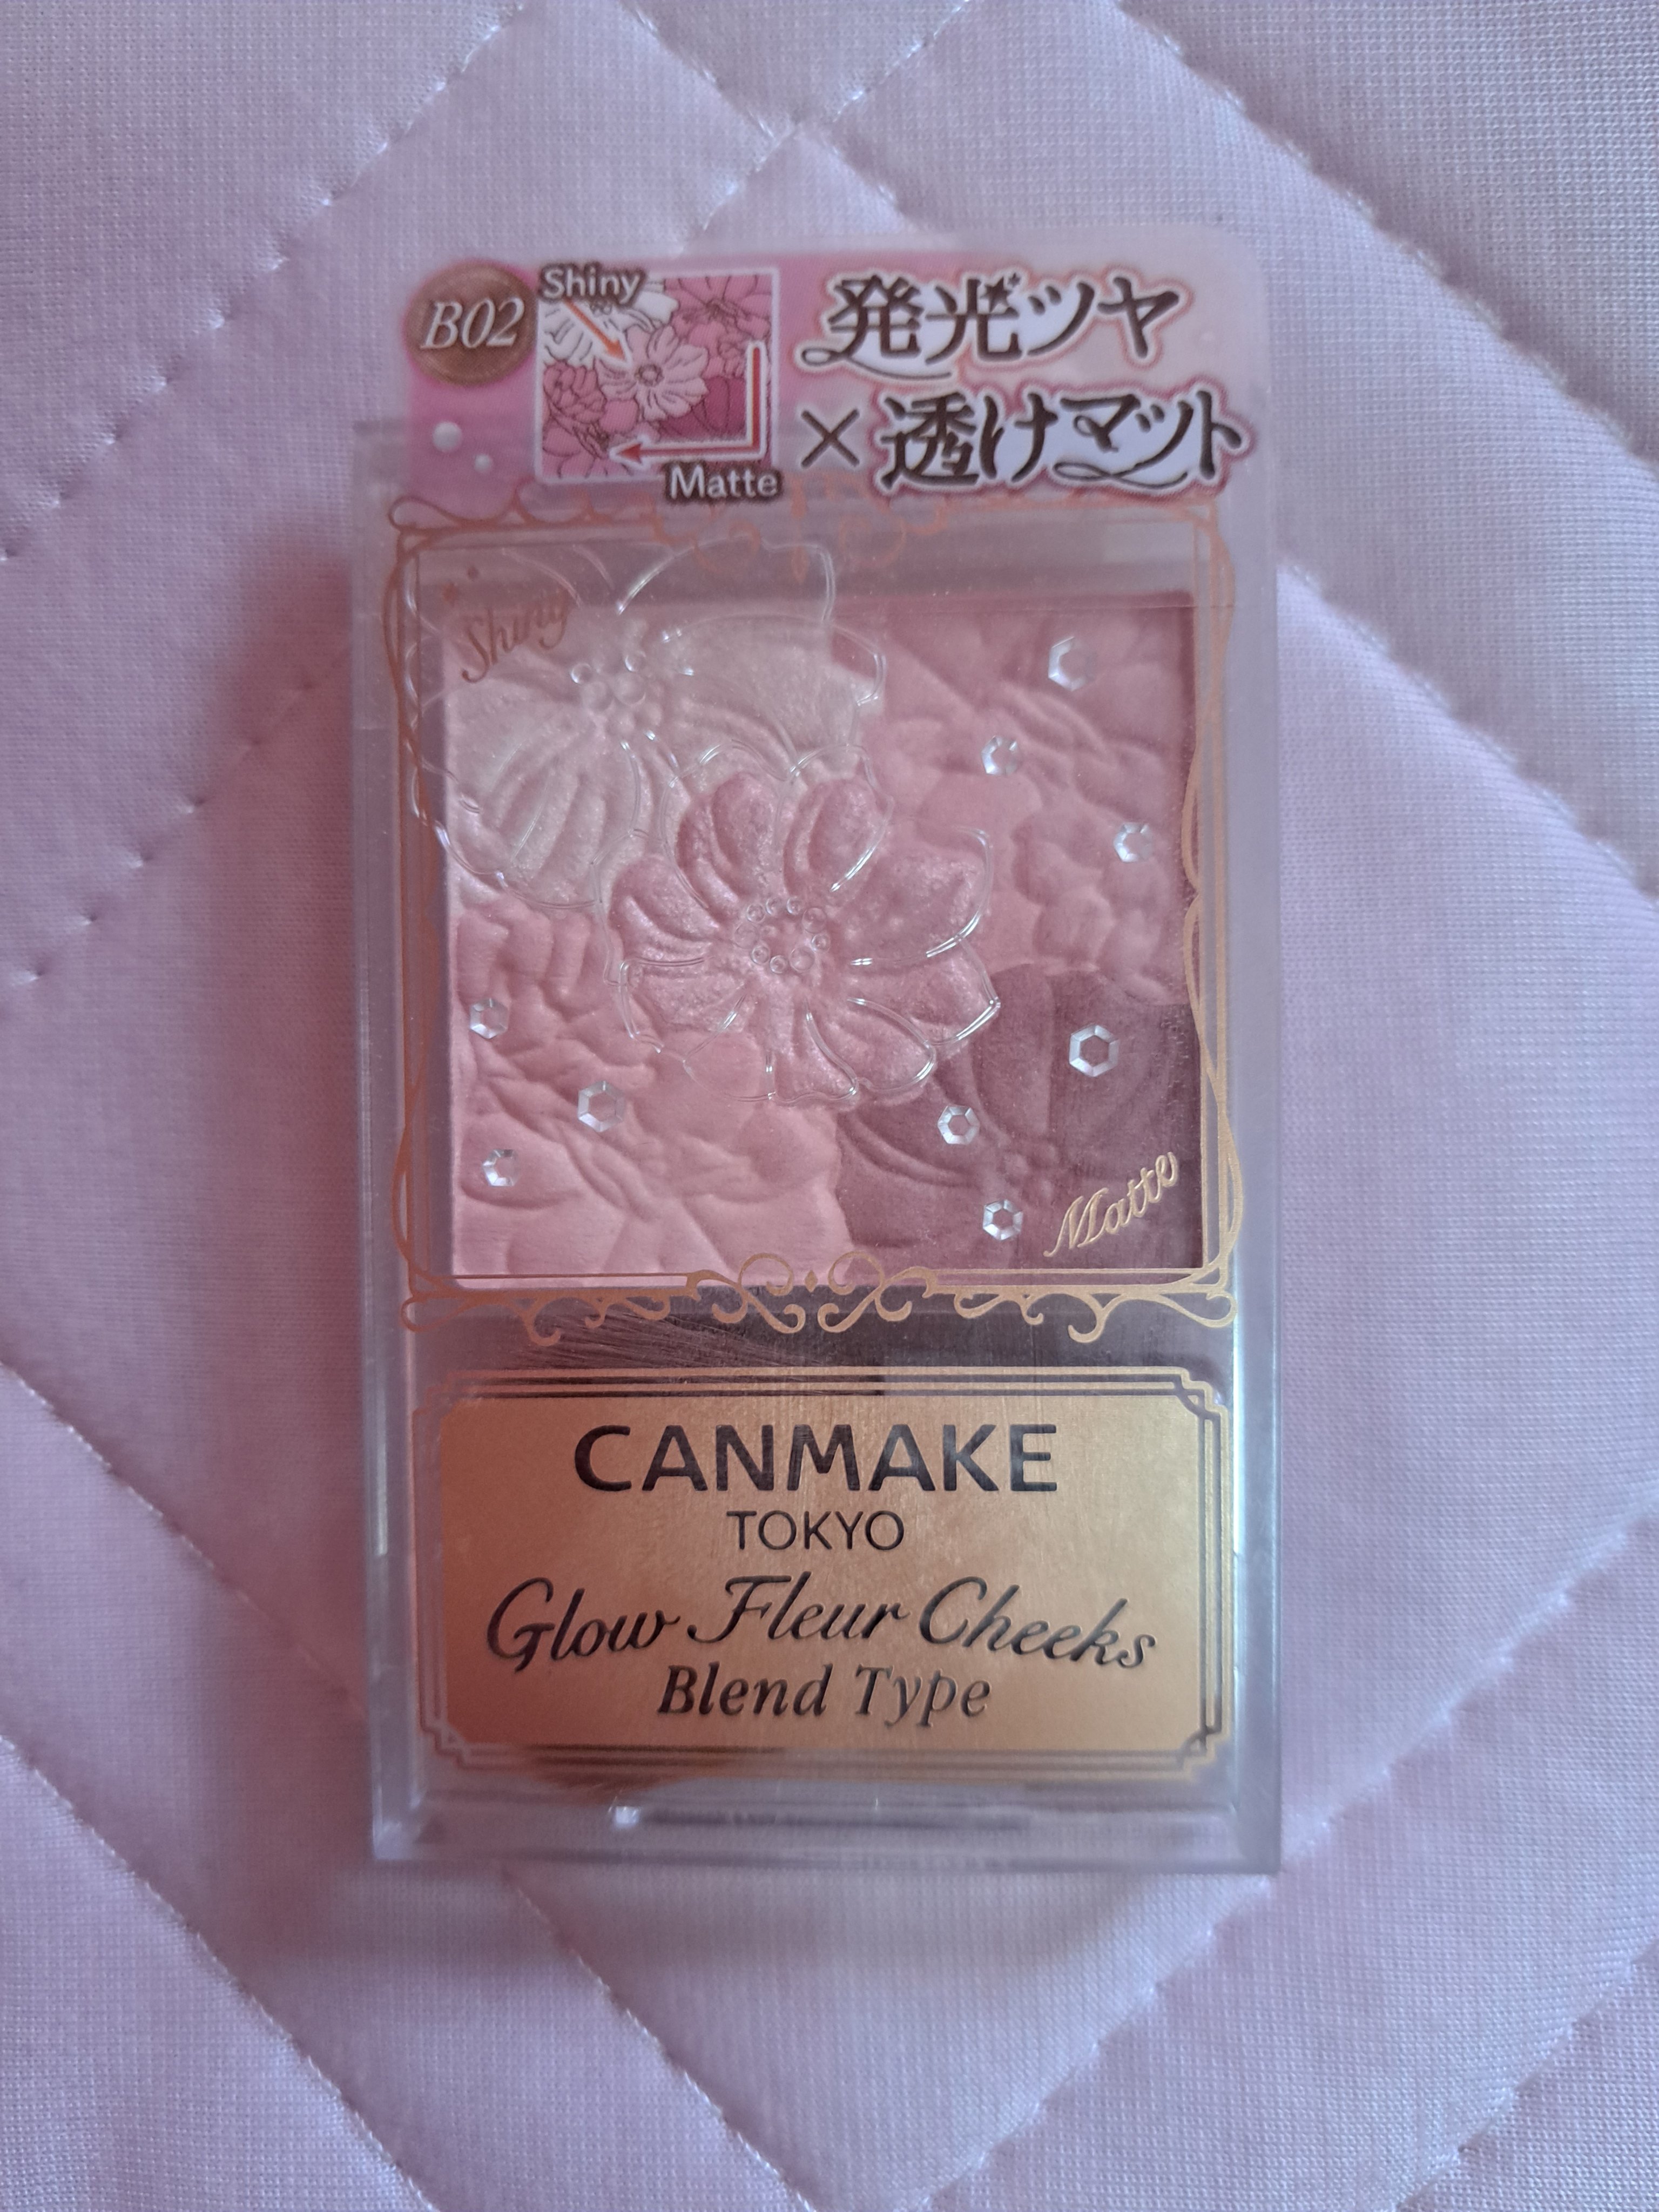 B02
Shiny
Matte
発光ツヤ
×透けマット
Shiny
Matte
CANMAKE
TOKYO
Glow Fleur Cheeks
Blend Type